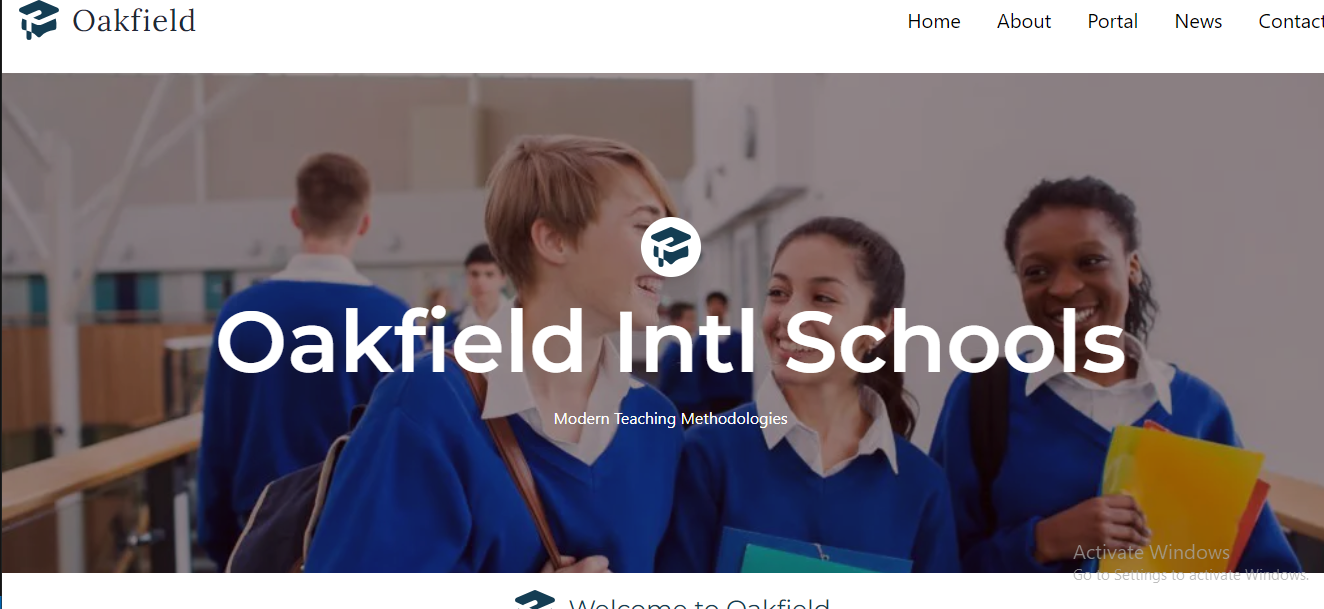 Oakfield
Home About Portal News Contact
Oakfield Intl Schools
Modern Teaching Methodologies
Activate Windows
Go to Settings to activate Windows.
Welcome to Oakfield